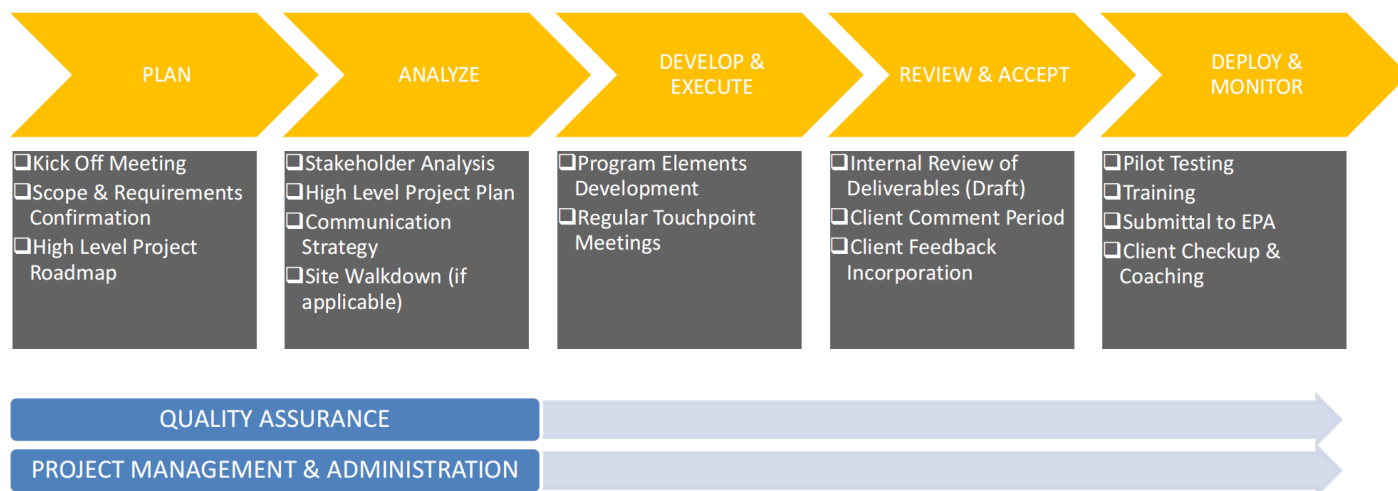 PLAN
ANALYZE
DEVELOP &
EXECUTE
REVIEW & ACCEPT
DEPLOY &
MONITOR
❑Kick Off Meeting
❑Scope & Requirements
Confirmation
❑High Level Project
Roadmap
❑Stakeholder Analysis
❑High Level Project Plan
❑Communication
Strategy
❑Site Walkdown (if
applicable)
❑Program Elements
Development
❑Regular Touchpoint
Meetings
❑Internal Review of
Deliverables (Draft)
❑Client Comment Period
❑Client Feedback
Incorporation
❑Pilot Testing
❑Training
❑Submittal to EPA
❑Client Checkup &
Coaching
QUALITY ASSURANCE
PROJECT MANAGEMENT & ADMINISTRATION